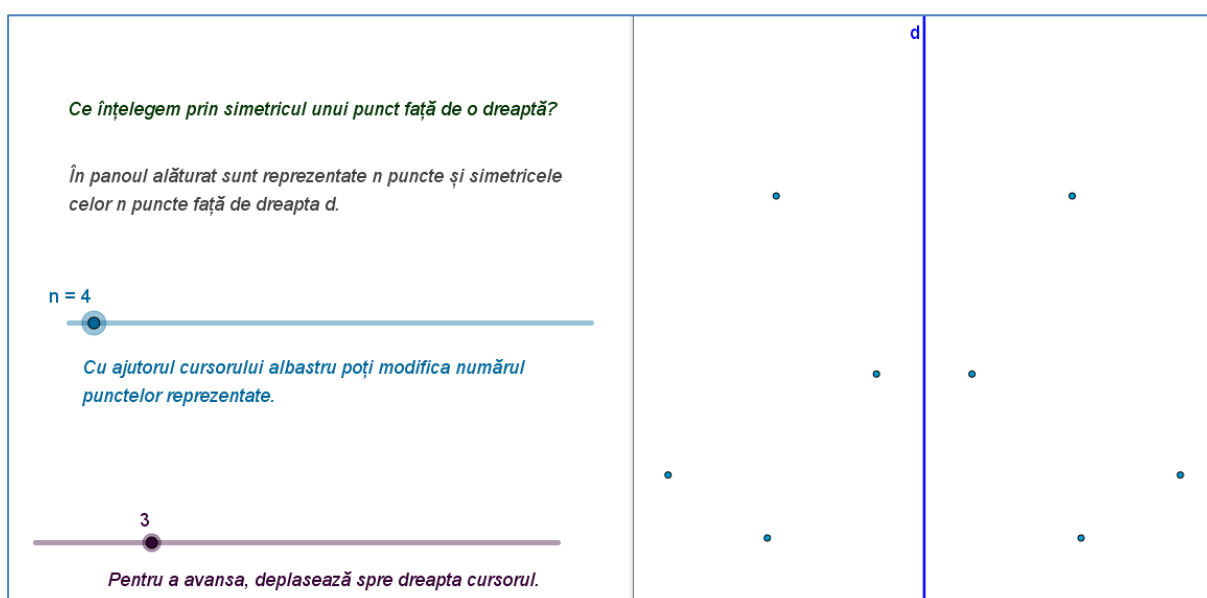 Ce înțelegem prin simetricul unui punct față de o dreaptă?
În panoul alăturat sunt reprezentate n puncte și simetricele
celor n puncte față de dreapta d.
n = 4
Cu ajutorul cursorului albastru poți modifica numărul
punctelor reprezentate.
3
Pentru a avansa, deplasează spre dreapta cursorul.
d